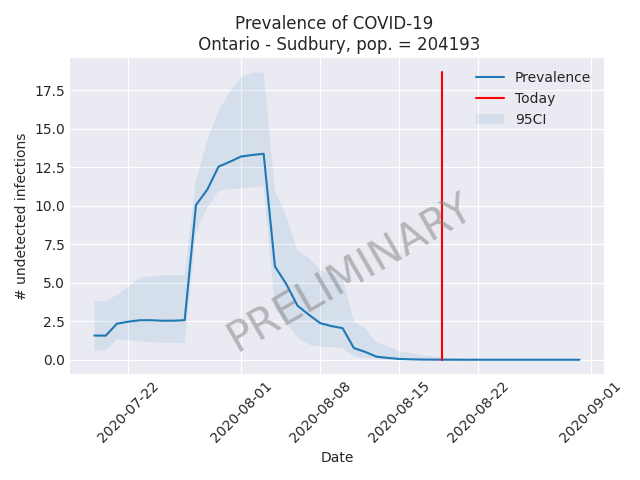 Prevalence of COVID-19
Ontario - Sudbury, pop. = 204193
Prevalence
Today
95CI
17.5
15.0
12.5
10.0
7.5
5.0
2.5
0.0
# undetected infections
PRELIMINARY
2020-07-22
2020-08-01
2020-08-08
2020-08-15
2020-08-22
2020-09-01
Date